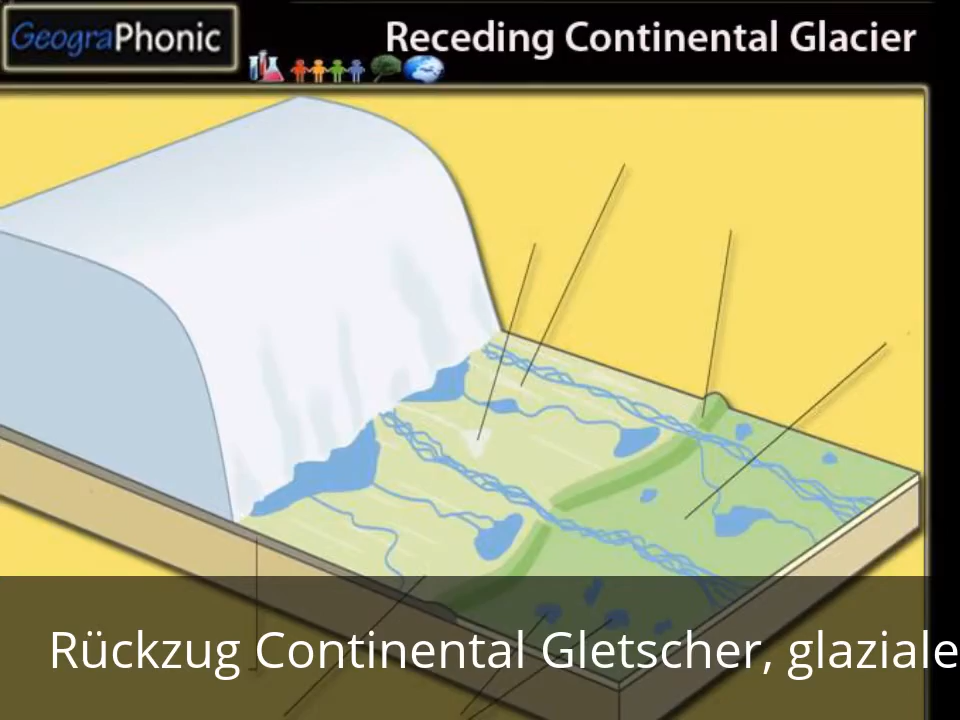 GeograPhonic
Receding Continental Glacier
Rückzug Continental Gletscher, glaziale